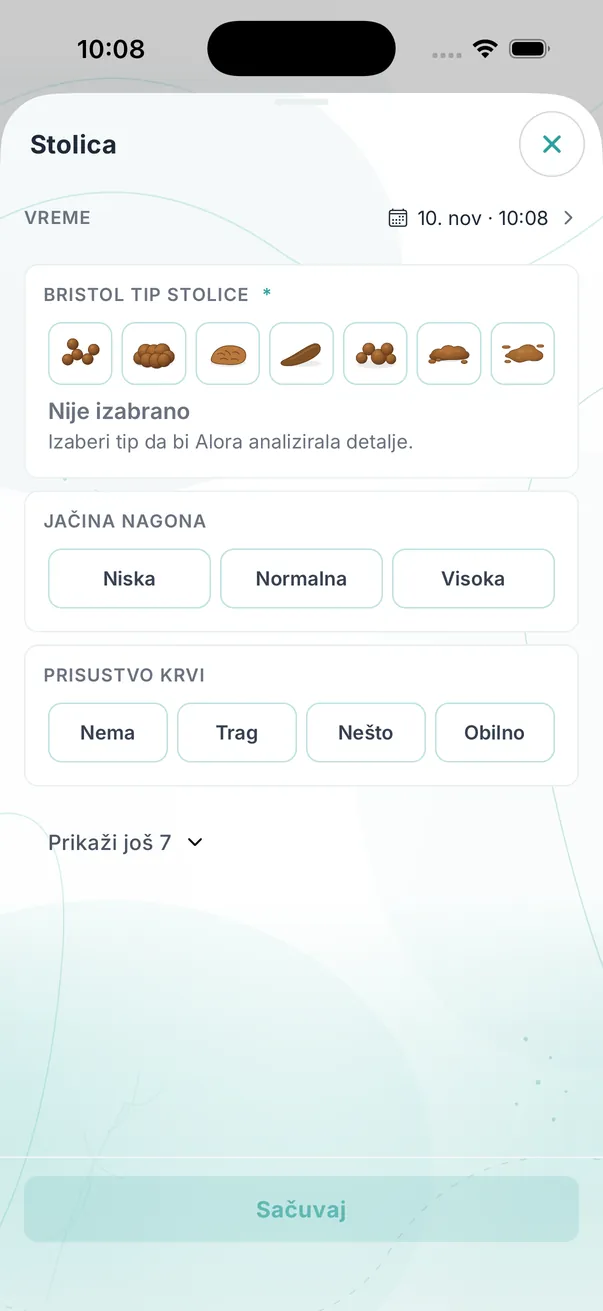 10:08
Stolica
VREME
10. nov · 10:08
BRISTOL TIP STOLICE *
Nije izabrano
Izaberi tip da bi Alora analizirala detalje.
JAČINA NAGONA
Niska Normalna Visoka
PRISUSTVO KRVI
Nema Trag Nešto Obilno
Prikaži još 7
Sačuvaj